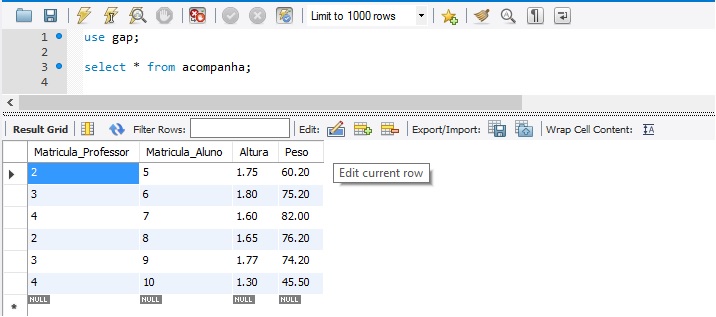 Limit to 1000 rows
1 use gap;
2
3 select * from acompanha;
4
Result Grid Filter Rows: Edit: Export/Import: Wrap Cell Content:
Matricula_Professor Matricula_Aluno Altura Peso
2 5 1.75 60.20
Edit current row
3 6 1.80 75.20
4 7 1.60 82.00
2 8 1.65 76.20
3 9 1.77 74.20
4 10 1.30 45.50
NULL NULL NULL NULL